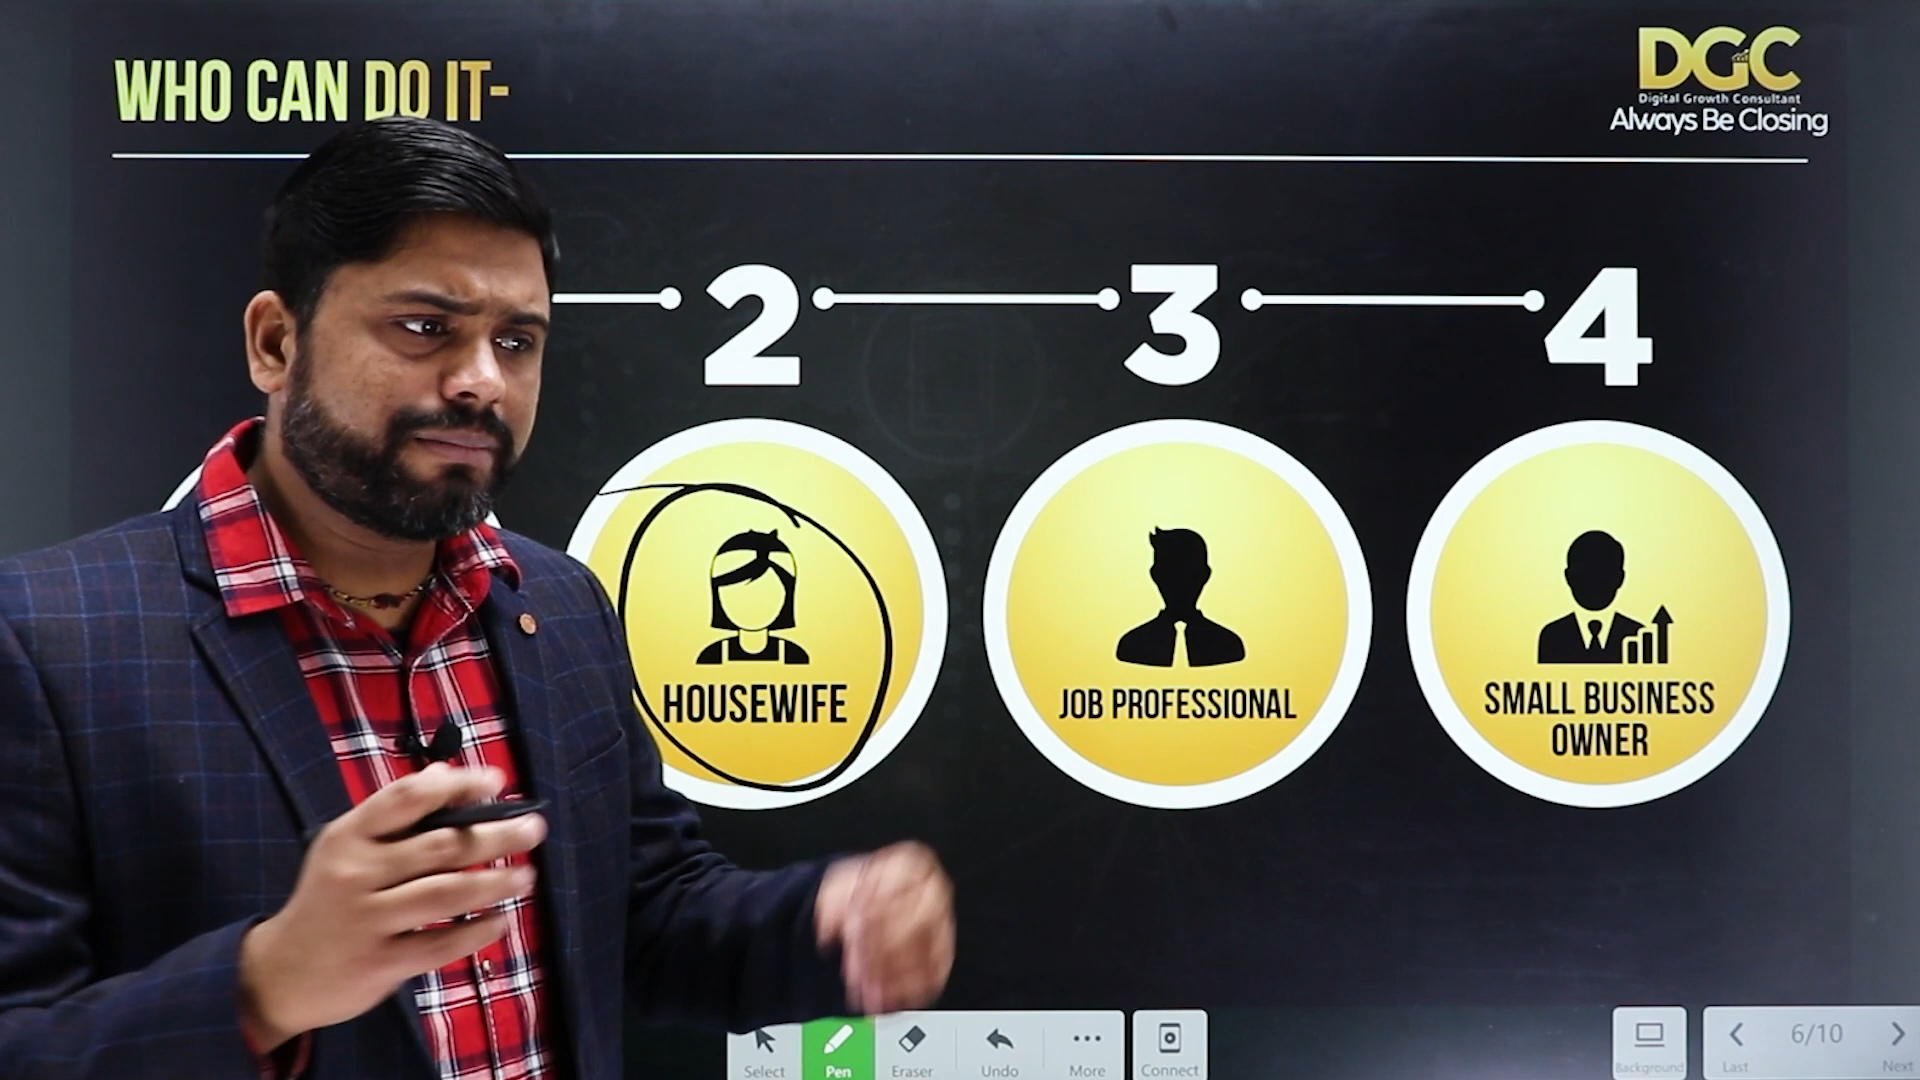 WHO CAN DO IT-
DGC
Digital Growth Consultant
Always Be Closing
2
3
4
HOUSEWIFE
JOB PROFESSIONAL
SMALL BUSINESS
OWNER
Select
Pen
Eraser
Undo
More
Connect
Background
Last
6/10
Next